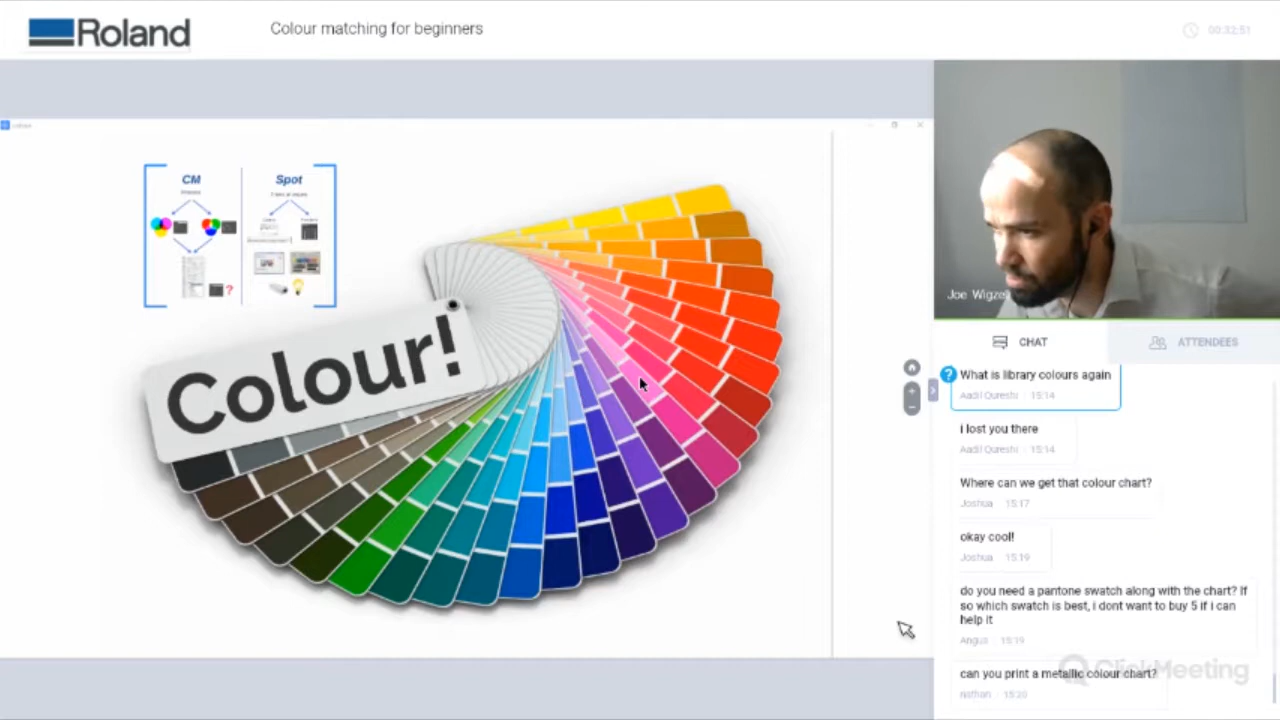 Roland
Colour matching for beginners
00:32:51
CM
Spot
?
Colour!
Joe Wigze
CHAT
ATTENDEES
?
What is library colours again
Aadil Qureshi 15:14
i lost you there
Aadil Qureshi 15:14
Where can we get that colour chart?
Joshua 15:17
okay cool!
Joshua 15:19
do you need a pantone swatch along with the chart? If
so which swatch is best, i dont want to buy 5 if i can
help it
Angus 15:19
can you print a metallic colour chart?
nathan 15:20
ClickMeeting